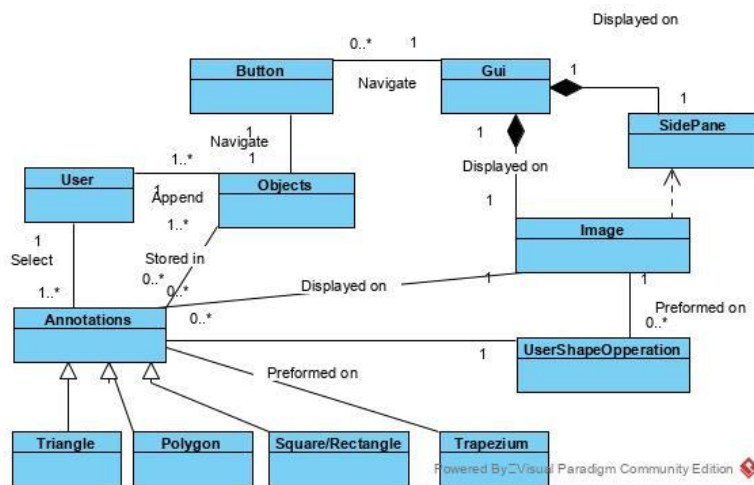 Displayed on
0..*
1
Button
Gui
1
Navigate
1
SidePane
1
1
Navigate
1
Displayed on
User
1..*
1
Objects
Append
1..*
1
Image
1
Select
Stored in
0..*
0..*
1..*
Displayed on
1
1
Annotations
0..*
Preformed on
0..*
1
UserShapeOpperation
Preformed on
Triangle
Polygon
Square/Rectangle
Trapezium
Powered By Visual Paradigm Community Edition